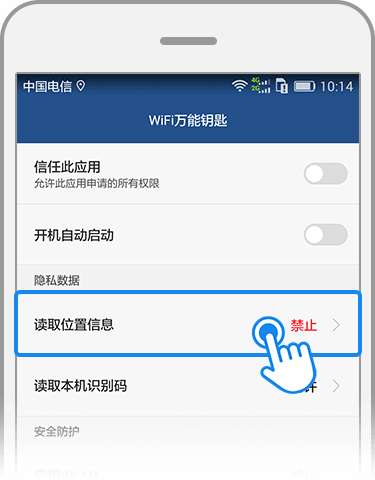 中国电信 4G 2G 10:14
WiFi万能钥匙
信任此应用
允许此应用申请的所有权限
开机自动启动
隐私数据
读取位置信息 禁止
读取本机识别码 许
安全防护